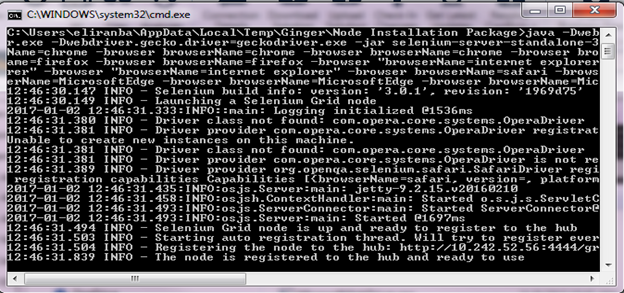 C:\WINDOWS\system32\cmd.exe
C:\Users\eliranba\AppData\Local\Temp\Ginger\Node Installation Package>java -Dweb
r.exe -Dwebdriver.gecko.driver=geckodriver.exe -jar selenium-server-standalone-3
Name=chrome -browser browserName=chrome -browser browserName=chrome -browser bro
ame=firefox -browser browserName=firefox -browser "browserName=internet explorer
rer" -browser "browserName=internet explorer" -browser browserName=safari -brows
erName=MicrosoftEdge -browser browserName=MicrosoftEdge -browser browserName=Mic
12:46:30.147 INFO - Selenium build info: version: '3.0.1', revision: '1969d75'
12:46:30.149 INFO - Launching a Selenium Grid node
2017-01-02 12:46:31.333:INFO::main: Logging initialized @1536ms
12:46:31.380 INFO - Driver class not found: com.opera.core.systems.OperaDriver
12:46:31.381 INFO - Driver provider com.opera.core.systems.OperaDriver registrat
Unable to create new instances on this machine.
12:46:31.381 INFO - Driver class not found: com.opera.core.systems.OperaDriver
12:46:31.381 INFO - Driver provider com.opera.core.systems.OperaDriver is not re
12:46:31.389 INFO - Driver provider org.openqa.selenium.safari.SafariDriver regi
registration capabilities Capabilities [{browserName=safari, version=, platform
2017-01-02 12:46:31.435:INFO:osjs.Server:main: jetty-9.2.15.v20160210
2017-01-02 12:46:31.458:INFO:osjsh.ContextHandler:main: Started o.s.j.s.ServletC
2017-01-02 12:46:31.493:INFO:osjs.ServerConnector:main: Started ServerConnector@
2017-01-02 12:46:31.493:INFO:osjs.Server:main: Started @1697ms
12:46:31.494 INFO - Selenium Grid node is up and ready to register to the hub
12:46:31.503 INFO - Starting auto registration thread. Will try to register ever
12:46:31.504 INFO - Registering the node to the hub: http://10.242.52.56:4444/gr
12:46:31.839 INFO - The node is registered to the hub and ready to use